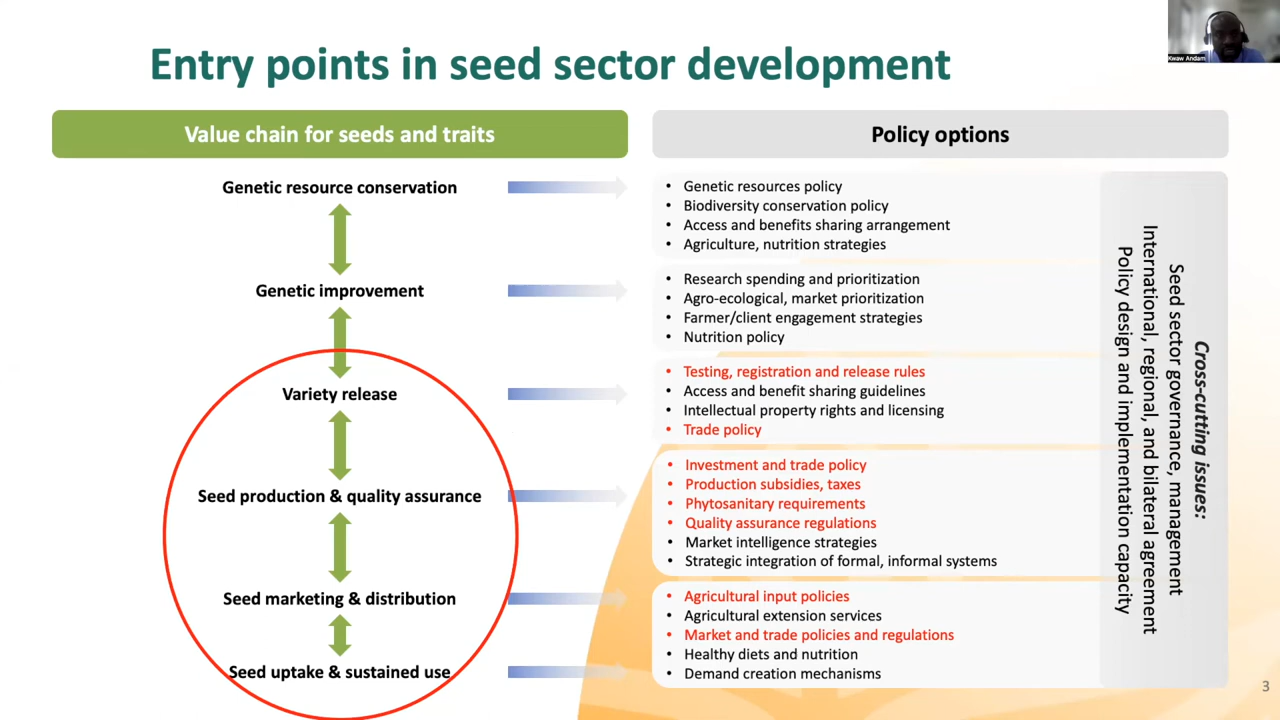 Entry points in seed sector development
Kwaw Andam
Value chain for seeds and traits
Policy options
Genetic resource conservation
Genetic improvement
Variety release
Seed production & quality assurance
Seed marketing & distribution
Seed uptake & sustained use
• Genetic resources policy
• Biodiversity conservation policy
• Access and benefits sharing arrangement
• Agriculture, nutrition strategies
• Research spending and prioritization
• Agro-ecological, market prioritization
• Farmer/client engagement strategies
• Nutrition policy
• Testing, registration and release rules
• Access and benefit sharing guidelines
• Intellectual property rights and licensing
• Trade policy
• Investment and trade policy
• Production subsidies, taxes
• Phytosanitary requirements
• Quality assurance regulations
• Market intelligence strategies
• Strategic integration of formal, informal systems
• Agricultural input policies
• Agricultural extension services
• Market and trade policies and regulations
• Healthy diets and nutrition
• Demand creation mechanisms
Cross-cutting issues:
Seed sector governance, management
International, regional, and bilateral agreement
Policy design and implementation capacity
3